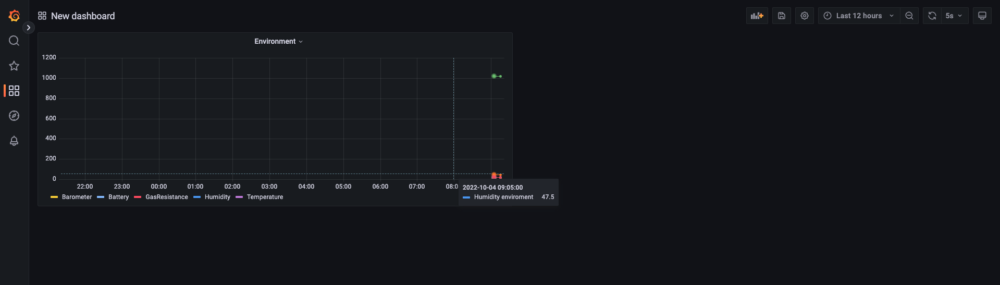 New dashboard
Last 12 hours
5s
Environment
1200
1000
800
600
400
200
0
22:00 23:00 00:00 01:00 02:00 03:00 04:00 05:00 06:00 07:00 08:0
Barometer Battery GasResistance Humidity Temperature
2022-10-04 09:05:00
Humidity enviroment 47.5